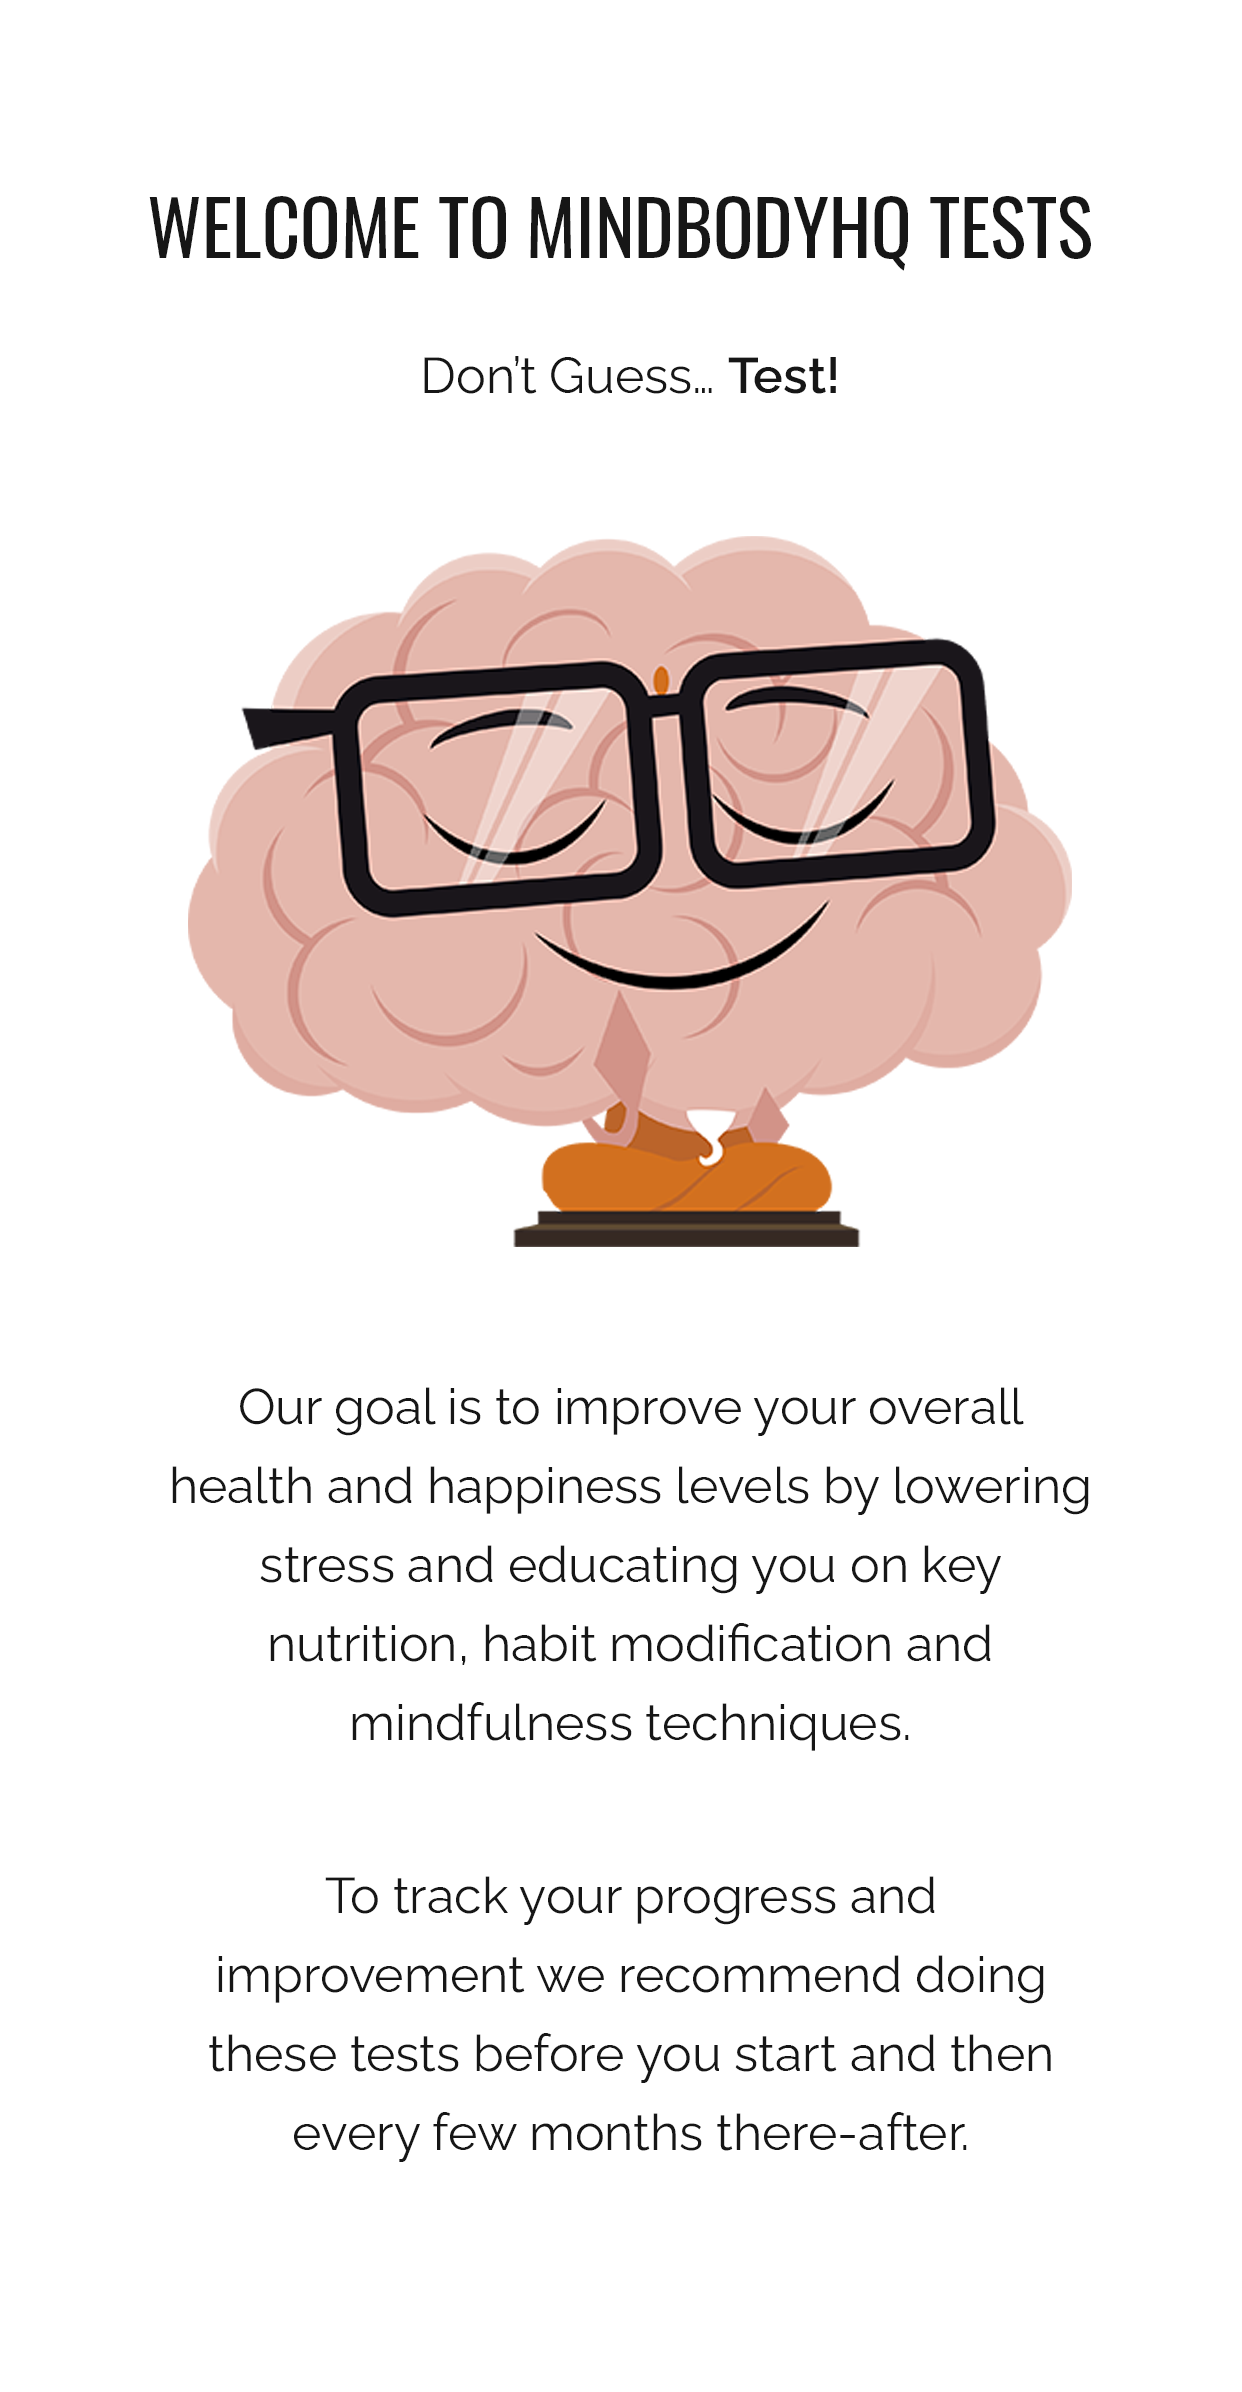 WELCOME TO MINDBODYHQ TESTS
Don't Guess... Test!
Our goal is to improve your overall
health and happiness levels by lowering
stress and educating you on key
nutrition, habit modification and
mindfulness techniques.
To track your progress and
improvement we recommend doing
these tests before you start and then
every few months there-after.